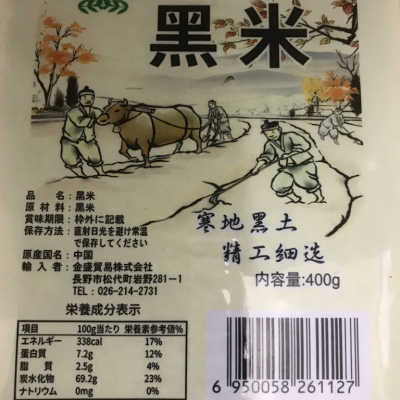 黑米
品　名：黒米
原 材 料：黒米
賞味期限：枠外に記載
保存方法：直射日光を避け常温
で保存してください
原産国名：中国
輸 入 者：金盛貿易株式会社
長野市松代町岩野281－1
TEL：026-214-2731
寒地黑土
精工细选
内容量:400g
栄養成分表示
項目 100g当たり 栄養素参考値%
エネルギー 338cal 17%
蛋白質 7.2g 12%
脂　質 2.5g 4%
炭水化物 69.2g 23%
ナトリウム 0mg 0%
6 950058 261127